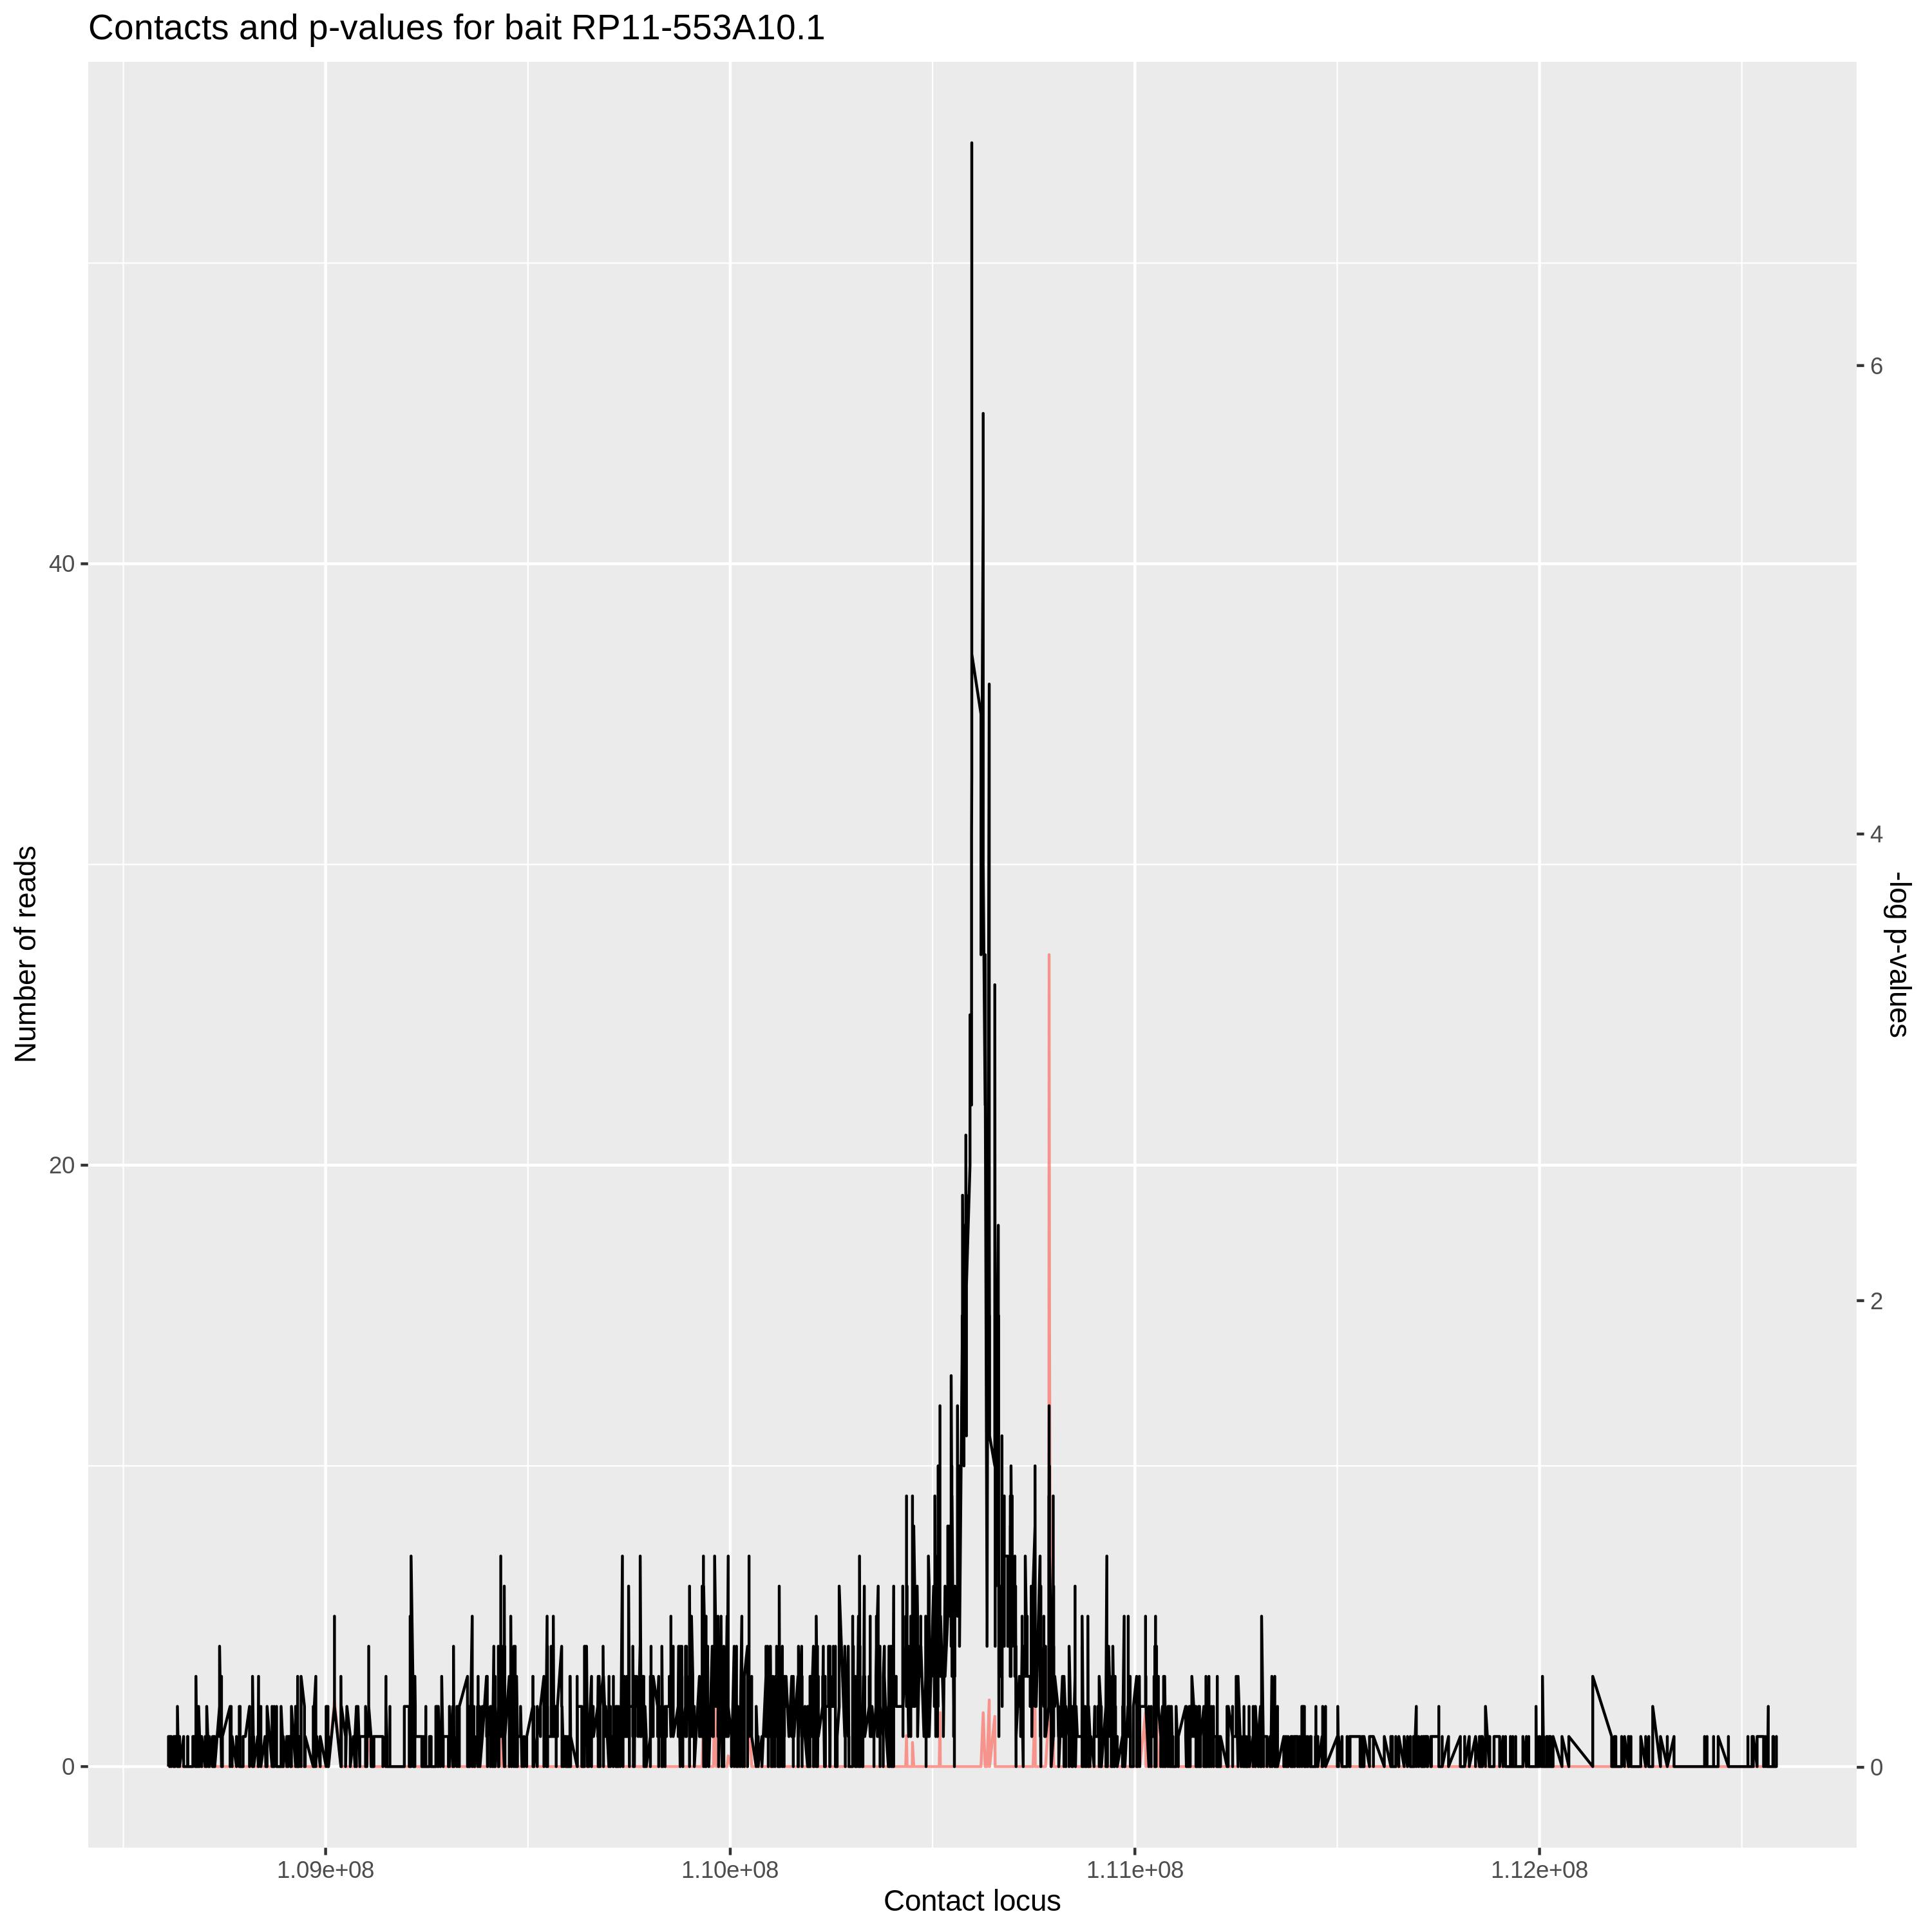 Contacts and p-values for bait RP11-553A10.1
6
40
4
Number of reads
-log p-values
20
2
0
0
1.09e+08
1.10e+08
1.11e+08
1.12e+08
Contact locus